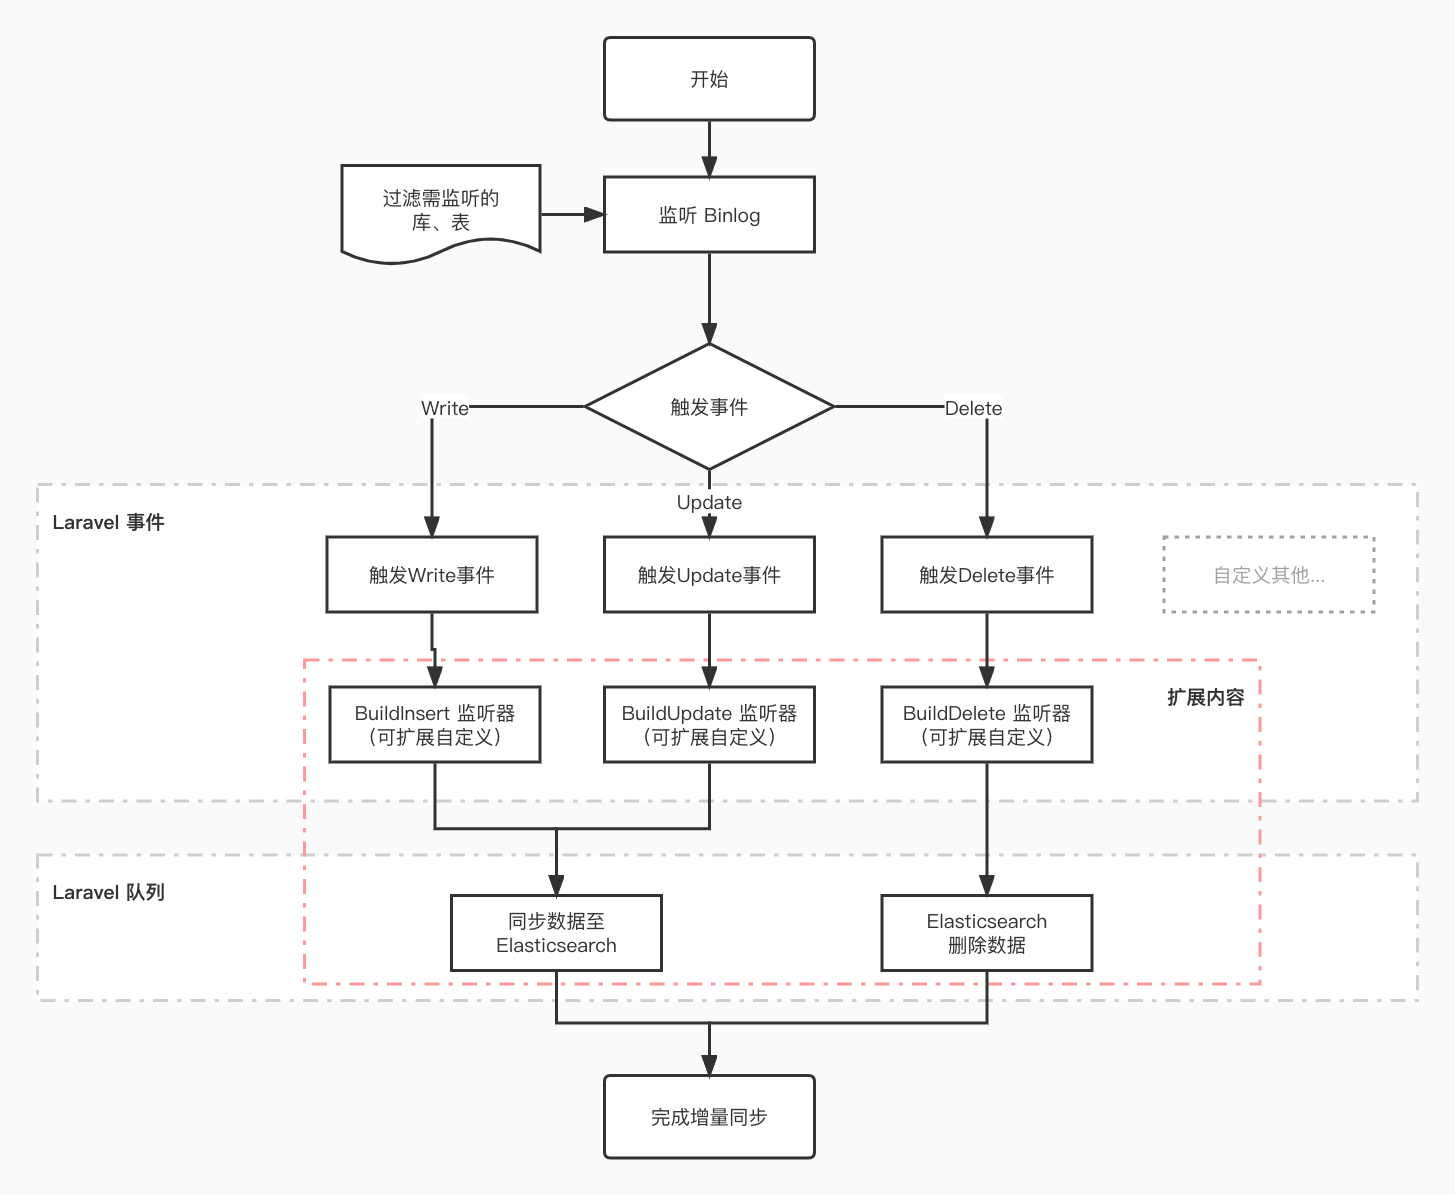 开始
过滤需监听的
库、表
监听 Binlog
触发事件
Write
Delete
Update
Laravel 事件
触发Write事件
触发Update事件
触发Delete事件
自定义其他...
扩展内容
BuildInsert 监听器
（可扩展自定义）
BuildUpdate 监听器
（可扩展自定义）
BuildDelete 监听器
（可扩展自定义）
Laravel 队列
同步数据至
Elasticsearch
Elasticsearch
删除数据
完成增量同步